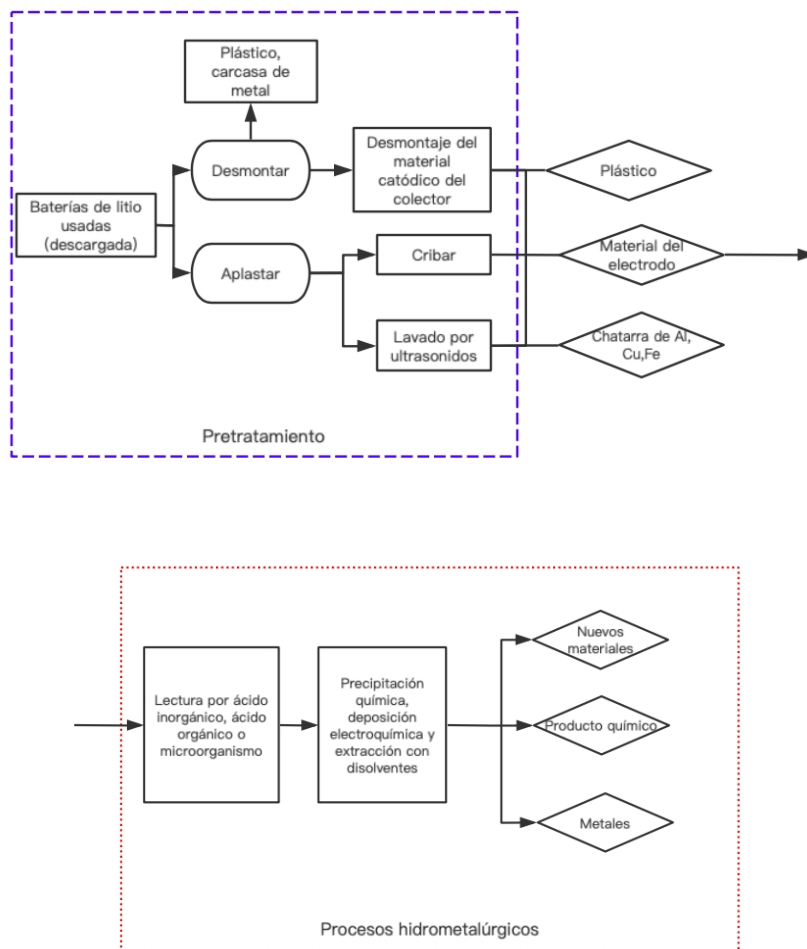 Plástico,
carcasa de
metal
Desmontar
Desmontaje del
material
catódico del
colector
Plástico
Baterías de litio
usadas
(descargada)
Aplastar
Cribar
Material del
electrodo
Lavado por
ultrasonidos
Chatarra de Al,
Cu,Fe
Pretratamiento
Lectura por ácido
inorgánico, ácido
orgánico o
microorganismo
Precipitación
química,
deposición
electroquímica y
extracción con
disolventes
Nuevos
materiales
Producto químico
Metales
Procesos hidrometalúrgicos